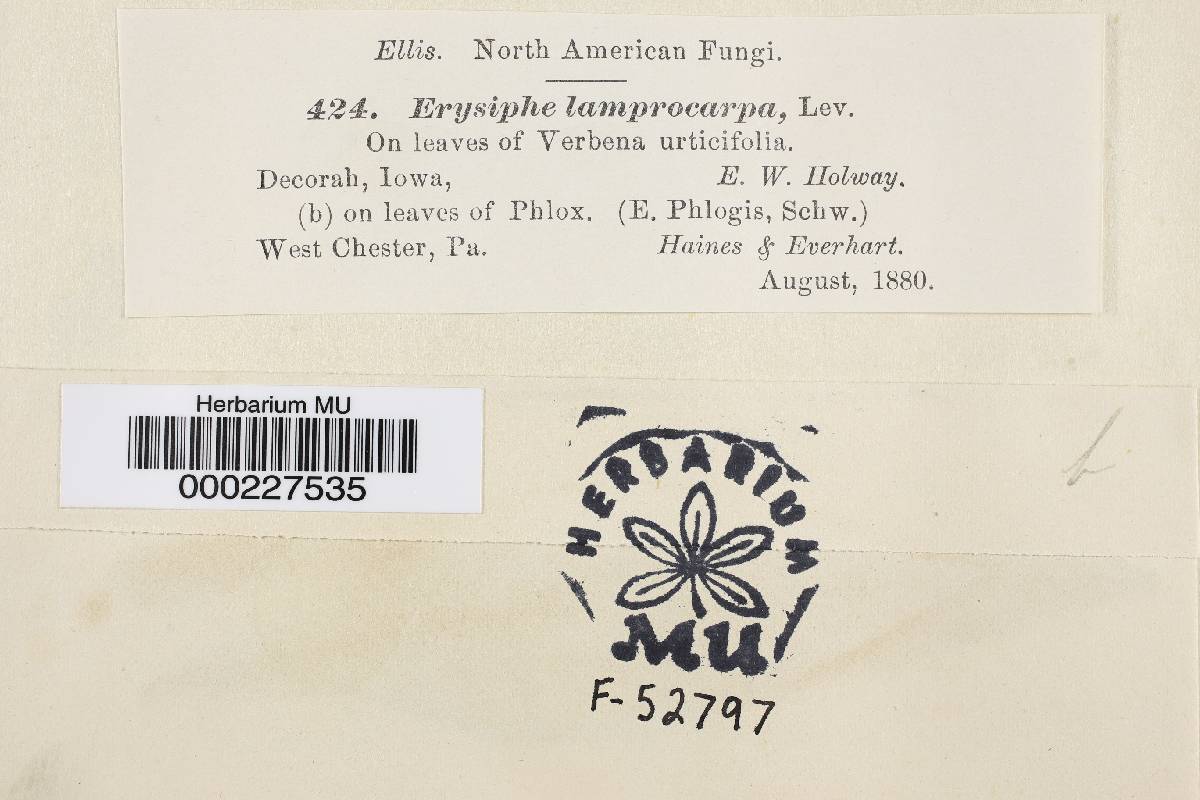 Ellis. North American Fungi.
424. Erysiphe lamprocarpa, Lev.
On leaves of Verbena urticifolia.
Decorah, Iowa, E. W. Holway.
(b) on leaves of Phlox. (E. Phlogis, Schw.)
West Chester, Pa. Haines & Everhart.
August, 1880.
Herbarium MU
000227535
b
HERBARIUM
MU
F-52797